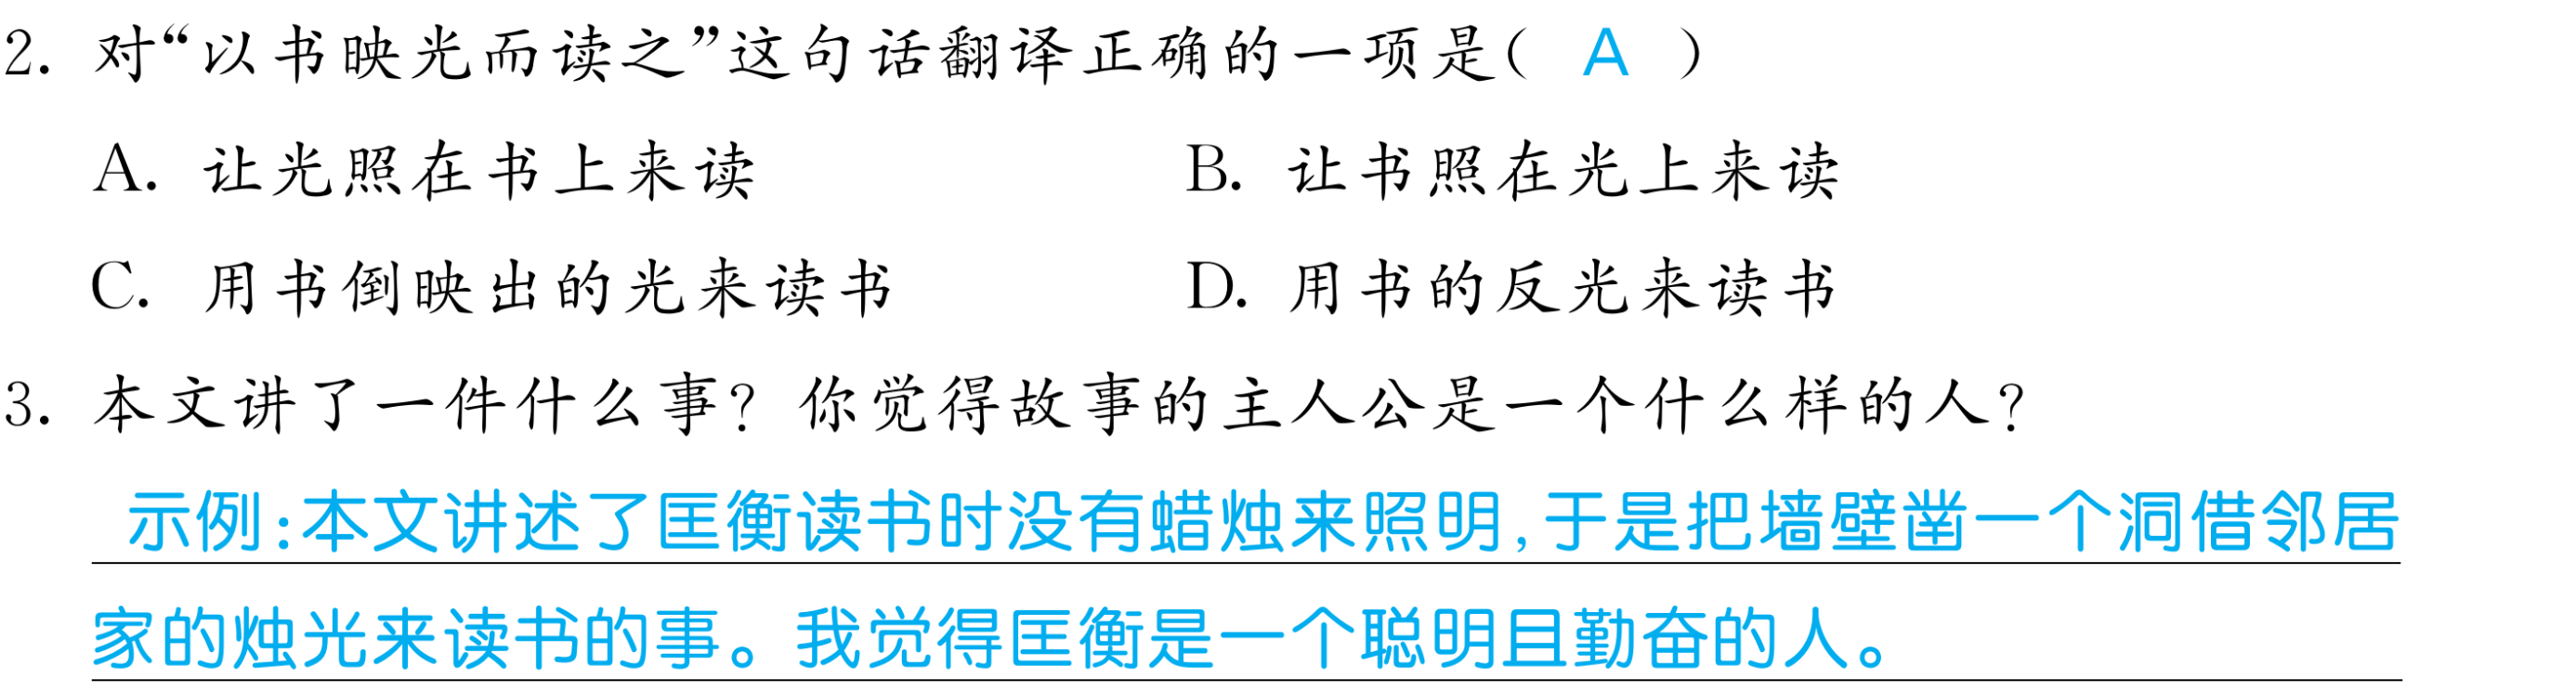 2. 对“以书映光而读之”这句话翻译正确的一项是( A )
A. 让光照在书上来读 B. 让书照在光上来读
C. 用书倒映出的光来读书 D. 用书的反光来读书
3. 本文讲了一件什么事? 你觉得故事的主人公是一个什么样的人?
示例:本文讲述了匡衡读书时没有蜡烛来照明,于是把墙壁凿一个洞借邻居
家的烛光来读书的事。我觉得匡衡是一个聪明且勤奋的人。